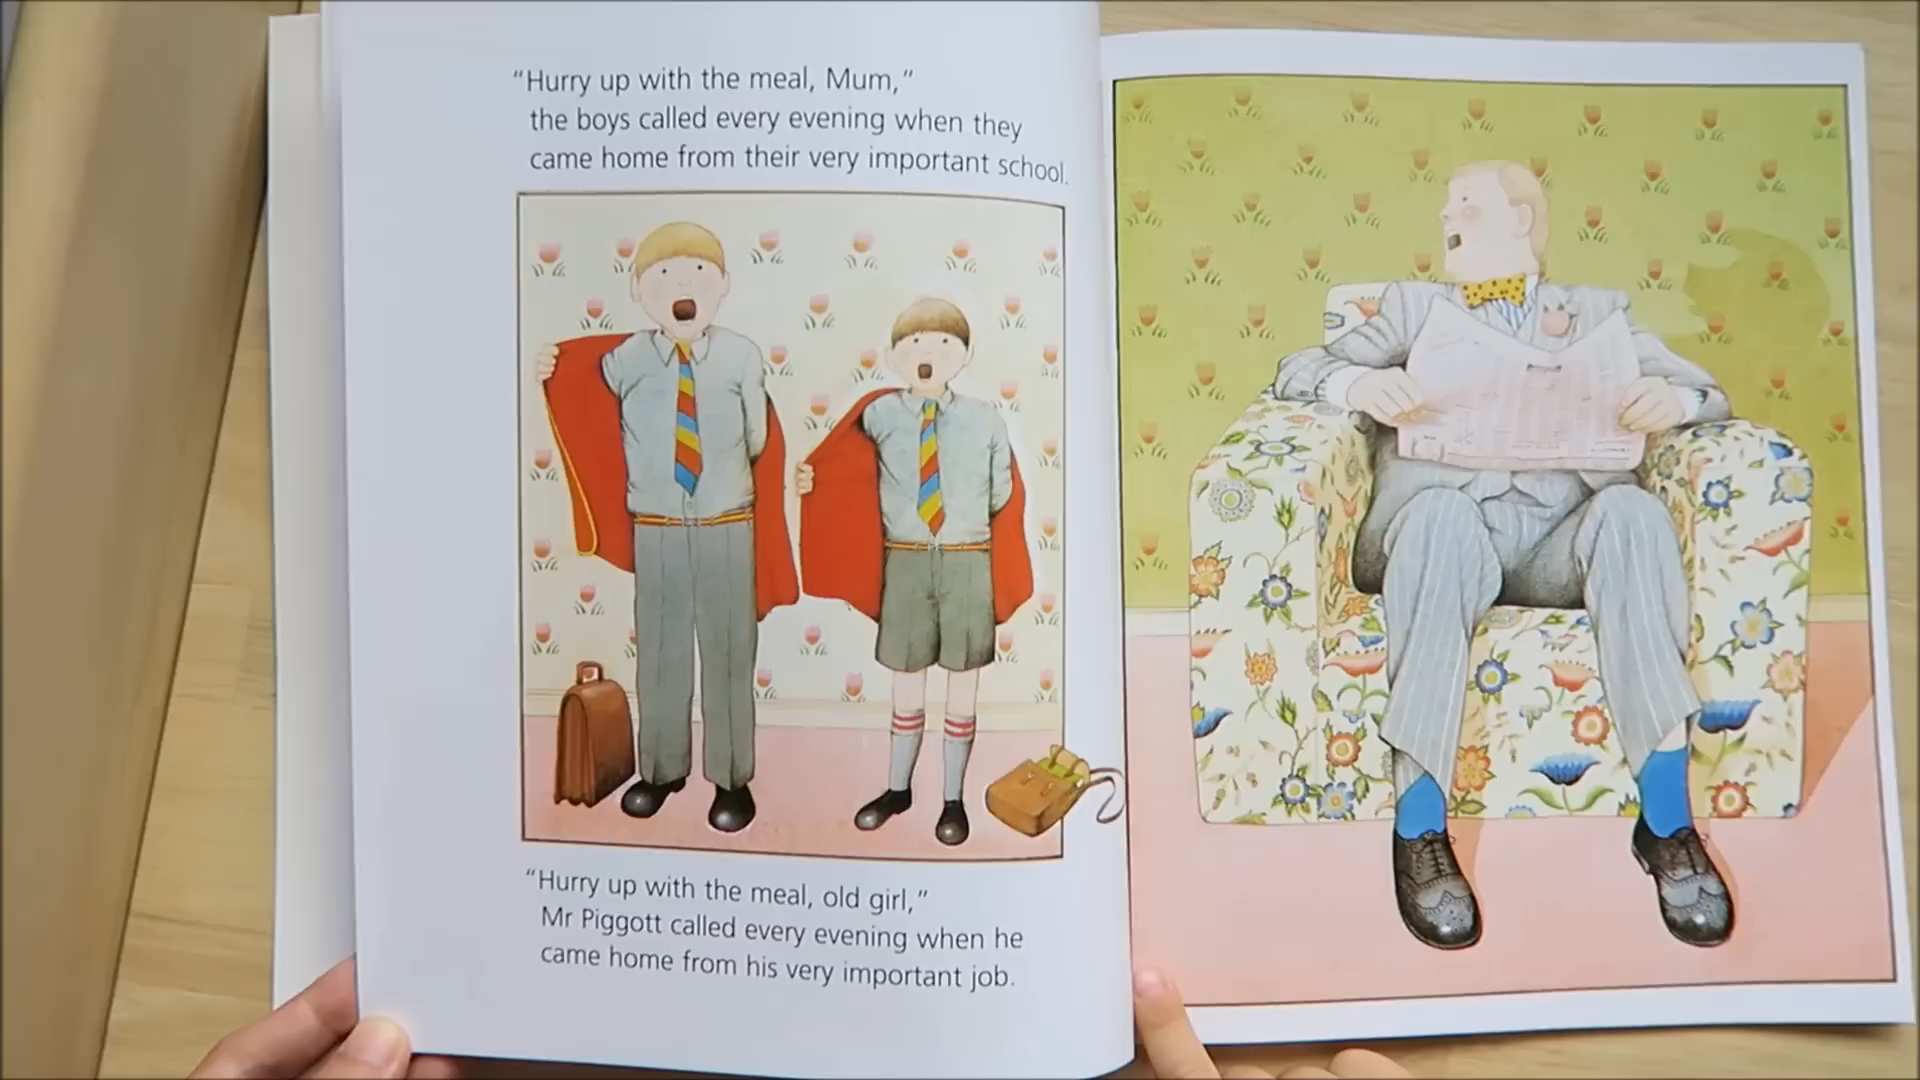 “Hurry up with the meal, Mum,”
the boys called every evening when they
came home from their very important school.
“Hurry up with the meal, old girl,”
Mr Piggott called every evening when he
came home from his very important job.